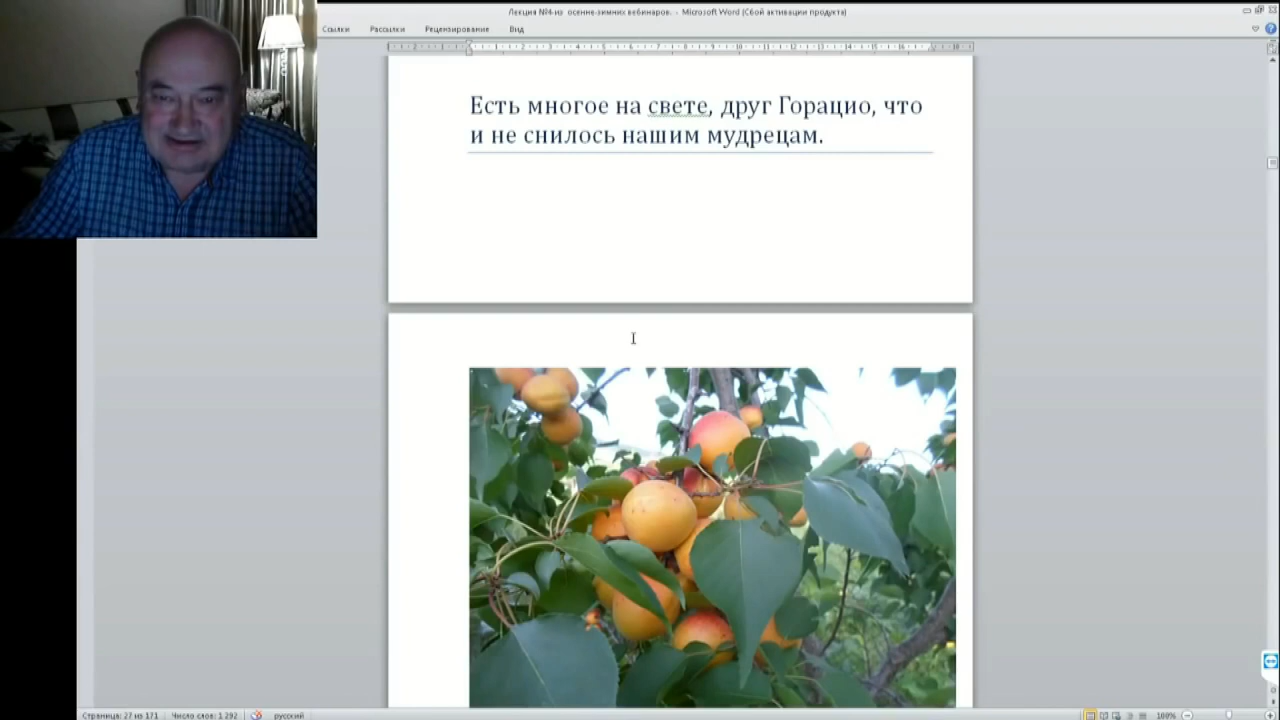 Лекция №4 из осенне-зимних вебинаров. - Microsoft Word (Сбой активации продукта)
Ссылки Рассылки Рецензирование Вид
Есть многое на свете, друг Горацио, что
и не снилось нашим мудрецам.
Страница: 27 из 171 Число слов: 1 292 русский 100%